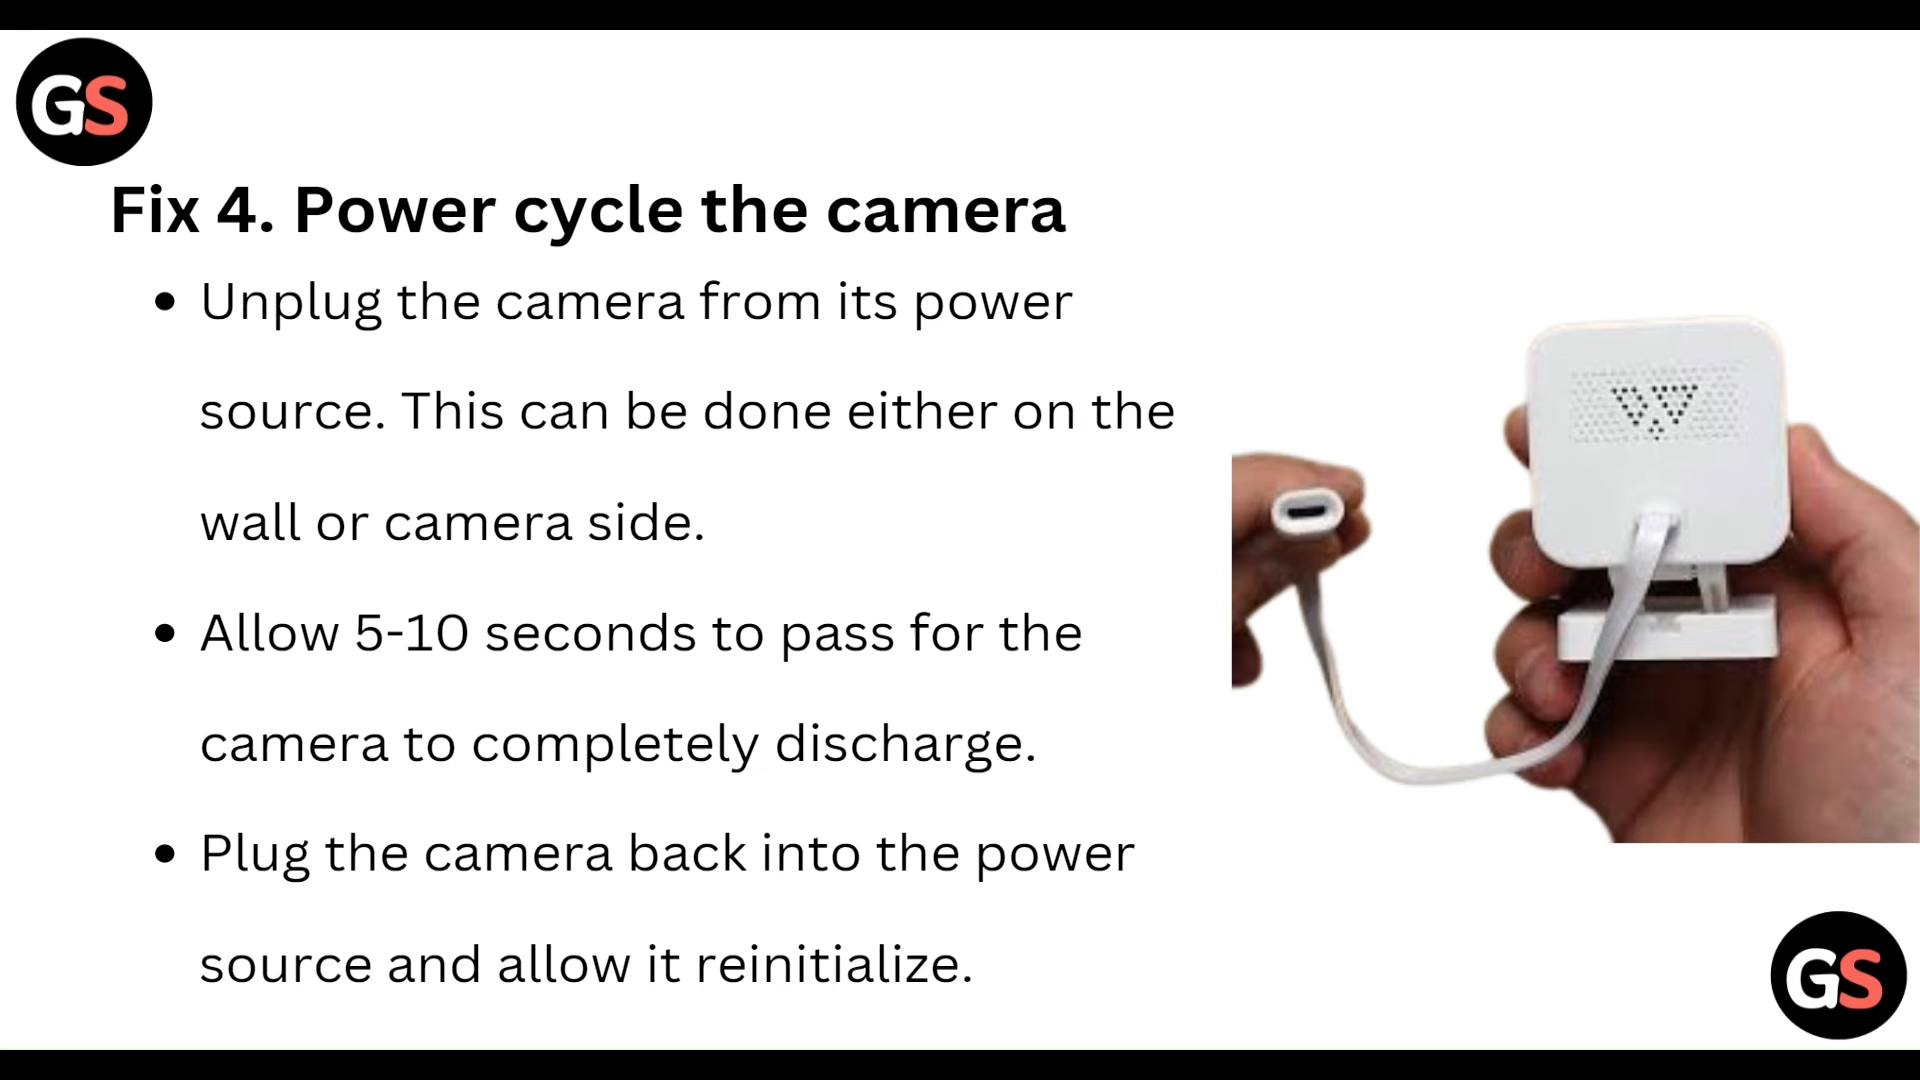 GS
Fix 4. Power cycle the camera
• Unplug the camera from its power
source. This can be done either on the
wall or camera side.
• Allow 5-10 seconds to pass for the
camera to completely discharge.
• Plug the camera back into the power
source and allow it reinitialize.
GS